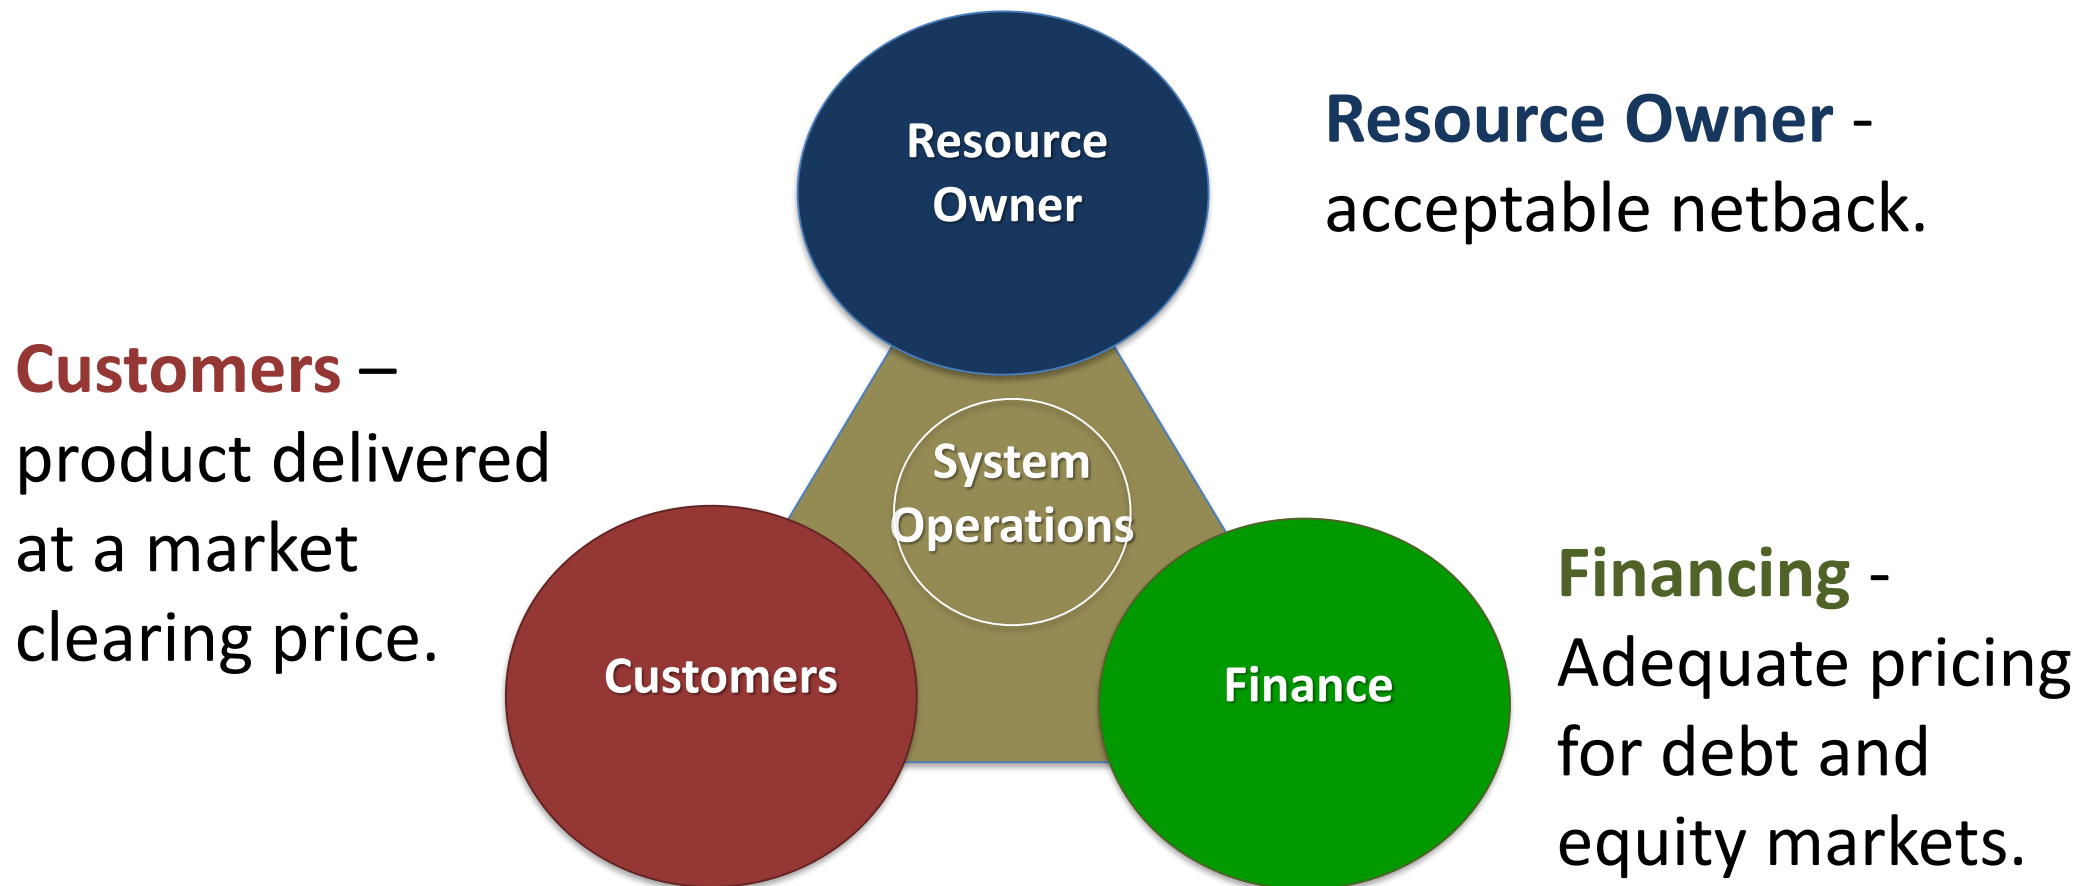 Resource
Owner
Resource Owner -
acceptable netback.
Customers –
product delivered
at a market
clearing price.
System
Operations
Customers
Finance
Financing -
Adequate pricing
for debt and
equity markets.